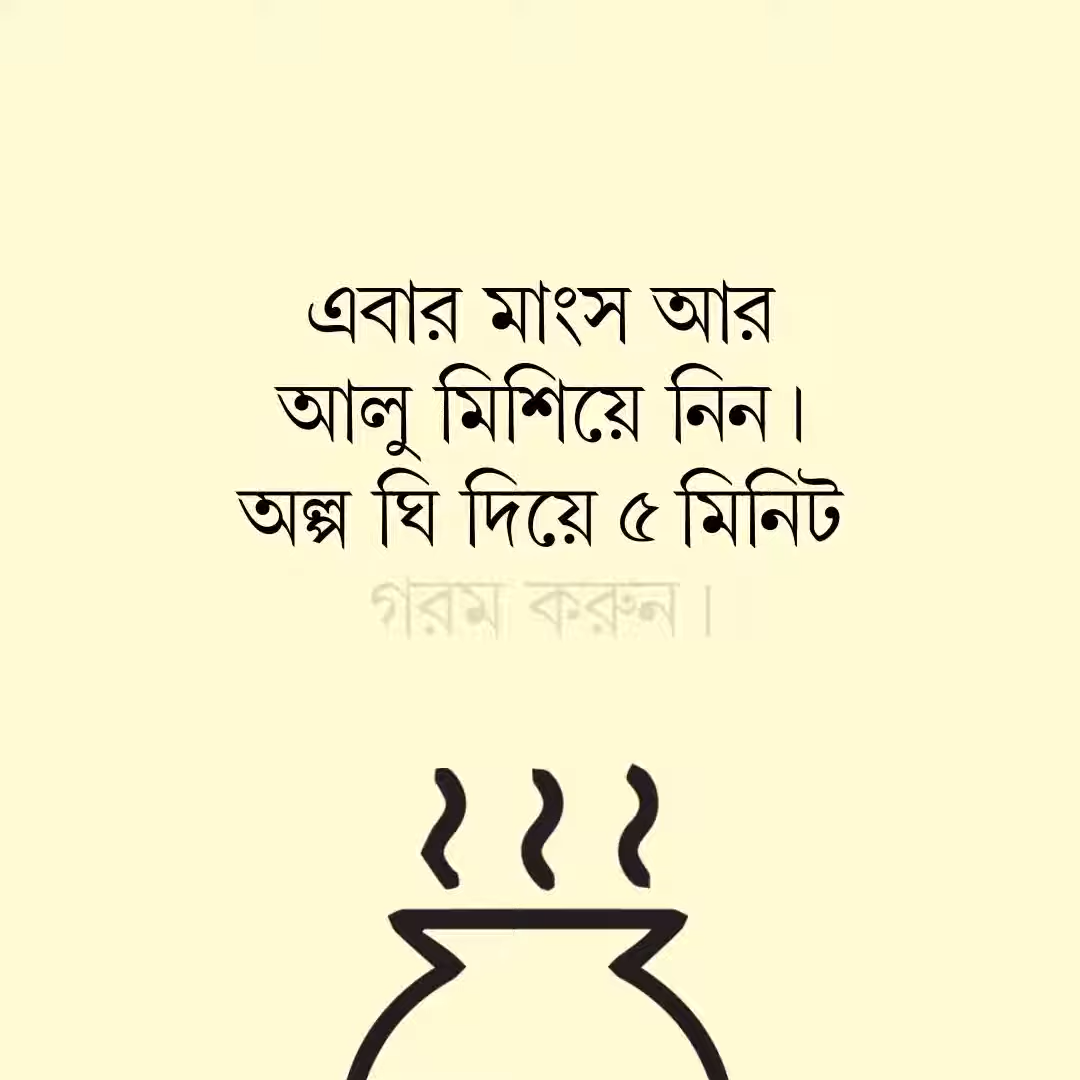 এবার মাংস আর
আলু মিশিয়ে নিন।
অল্প ঘি দিয়ে ৫ মিনিট
গরম করুন।